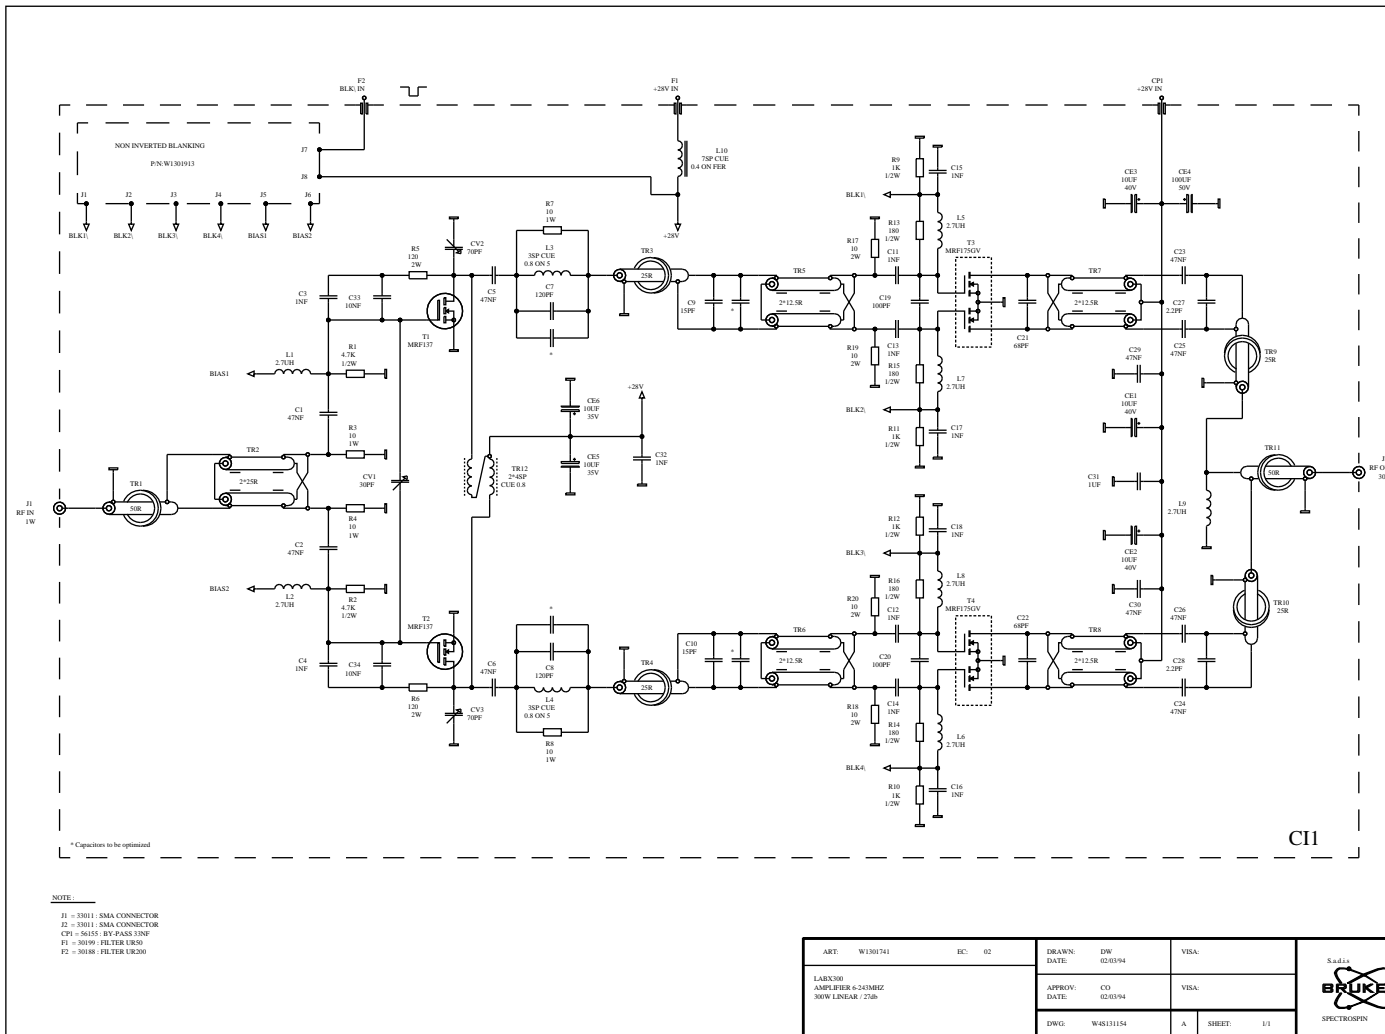 F2
BLK\ IN
F1
+28V IN
CP1
+28V IN
NON INVERTED BLANKING
P/N:W1301913
J7
J8
J1
J2
J3
J4
J5
J6
BLK1\
BLK2\
BLK3\
BLK4\
BIAS1
BIAS2
L10
7SP CUE
0.4 ON FER
+28V
R9
1K
1/2W
C15
1NF
BLK1\
CE3
10UF
40V
CE4
100UF
50V
R5
120
2W
CV2
70PF
R7
10
1W
L3
3SP CUE
0.8 ON 5
C7
120PF
*
C5
47NF
TR3
25R
C9
15PF
*
TR5
2*12.5R
R17
10
2W
R13
180
1/2W
C11
1NF
L5
2.7UH
T3
MRF175GV
C19
100PF
TR7
2*12.5R
C23
47NF
C27
2.2PF
C3
1NF
C33
10NF
T1
MRF137
R19
10
2W
C13
1NF
R15
180
1/2W
L7
2.7UH
C21
68PF
C25
47NF
C29
47NF
TR9
25R
L1
2.7UH
R1
4.7K
1/2W
BIAS1
C1
47NF
BLK2\
R11
1K
1/2W
C17
1NF
CE1
10UF
40V
CE6
10UF
35V
+28V
CE5
10UF
35V
C32
1NF
R3
10
1W
TR2
2*25R
CV1
30PF
TR12
2*4SP
CUE 0.8
J1
RF IN
1W
TR1
50R
R4
10
1W
C31
1UF
L9
2.7UH
TR11
50R
J
RF O
30
R12
1K
1/2W
C18
1NF
BLK3\
CE2
10UF
40V
C2
47NF
BIAS2
L2
2.7UH
R2
4.7K
1/2W
R16
180
1/2W
L8
2.7UH
C30
47NF
TR10
25R
T2
MRF137
*
C8
120PF
L4
3SP CUE
0.8 ON 5
R8
10
1W
C6
47NF
TR4
25R
C10
15PF
*
TR6
2*12.5R
R20
10
2W
C12
1NF
T4
MRF175GV
C20
100PF
C22
68PF
TR8
2*12.5R
C26
47NF
C28
2.2PF
C4
1NF
C34
10NF
R6
120
2W
CV3
70PF
R18
10
2W
C14
1NF
R14
180
1/2W
L6
2.7UH
C24
47NF
BLK4\
R10
1K
1/2W
C16
1NF
* Capacitors to be optimized
CI1
NOTE :
J1 = 33011 : SMA CONNECTOR
J2 = 33011 : SMA CONNECTOR
CP1 = 56155 : BY-PASS 33NF
F1 = 30199 : FILTER UR50
F2 = 30188 : FILTER UR200
ART: W1301741 EC: 02
LABX300
AMPLIFIER 6-243MHZ
300W LINEAR / 27db
DRAWN: DW
DATE: 02/03/94
VISA:
APPROV: CO
DATE: 02/03/94
VISA:
DWG: W4S131154 A SHEET: 1/1
S.a.d.i.s
BRUKE
SPECTROSPIN